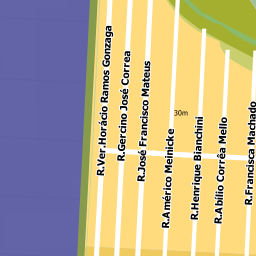 R.Ver.Horácio Ramos Gonzaga
R.Gercino José Correa
R.José Francisco Mateus
30m
R.Américo Meinicke
R.Henrique Bianchini
R.Abílio Corrêa Mello
R.Francisca Machado